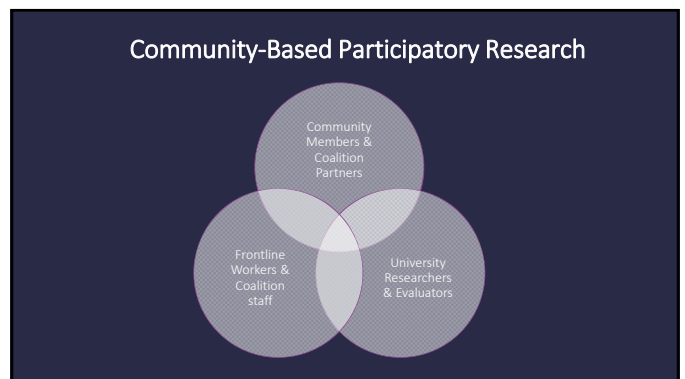 Community-Based Participatory Research
Community
Members &
Coalition
Partners
Frontline
Workers &
Coalition
staff
University
Researchers
& Evaluators